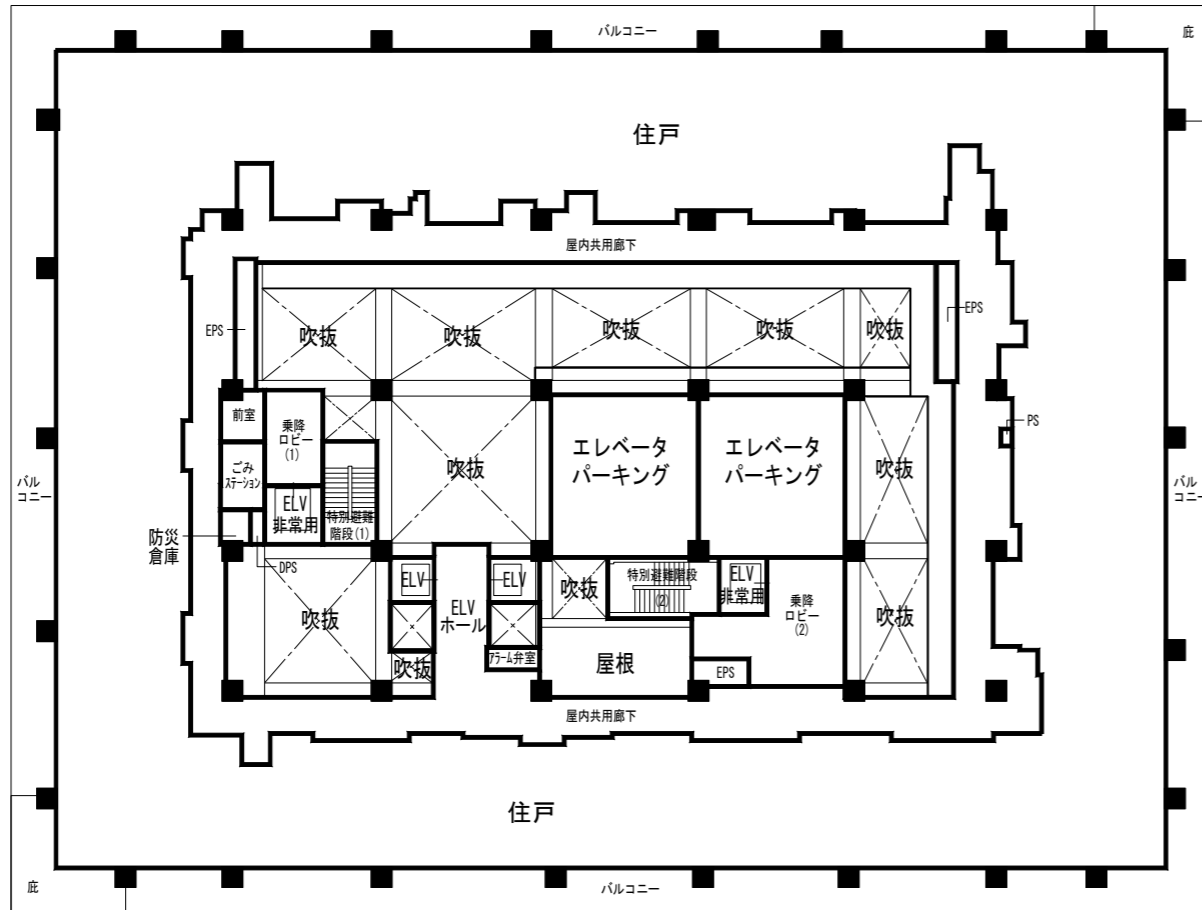 バルコニー
庇
住戸
屋内共用廊下
EPS
吹抜
吹抜
吹抜
吹抜
吹抜
EPS
前室
乗降
ロビー
(1)
エレベータ
パーキング
エレベータ
パーキング
PS
ごみ
ステーション
吹抜
吹抜
バル
コニー
バル
コニー
ELV
非常用
特別避難
階段(1)
防災
倉庫
DPS
ELV
ELV
ELV
ホール
吹抜
特別避難階段
(2)
ELV
非常用
乗降
ロビー
(2)
吹抜
吹抜
吹抜
アラーム弁室
屋根
EPS
屋内共用廊下
住戸
庇
バルコニー